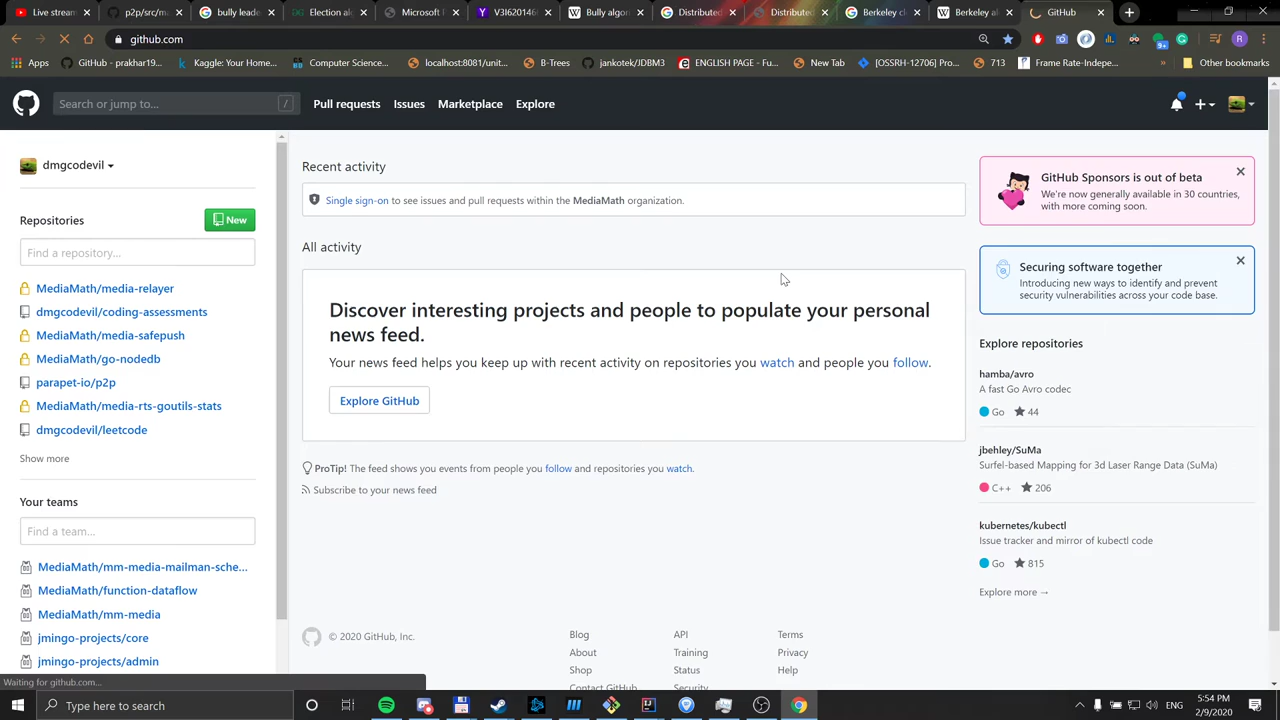 Live stream
p2p/media
bully leade
Election alg
Microsoft
V3I620146
Bully algor
Distributed
Distributed
Berkeley cl
Berkeley al
GitHub
github.com
Apps
GitHub - prakhar19...
Kaggle: Your Home...
Computer Science...
localhost:8081/unit...
B-Trees
jankotek/JDBM3
ENGLISH PAGE - Fu...
New Tab
[OSSRH-12706] Pro...
713
Frame Rate-Indepe...
»
Other bookmarks
9+
R
Search or jump to...
/
Pull requests
Issues
Marketplace
Explore
dmgcodevil
Repositories
New
Find a repository...
MediaMath/media-relayer
dmgcodevil/coding-assessments
MediaMath/media-safepush
MediaMath/go-nodedb
parapet-io/p2p
MediaMath/media-rts-goutils-stats
dmgcodevil/leetcode
Show more
Your teams
Find a team...
MediaMath/mm-media-mailman-sche...
MediaMath/function-dataflow
MediaMath/mm-media
jmingo-projects/core
jmingo-projects/admin
Recent activity
Single sign-on to see issues and pull requests within the MediaMath organization.
All activity
Discover interesting projects and people to populate your personal
news feed.
Your news feed helps you keep up with recent activity on repositories you watch and people you follow.
Explore GitHub
ProTip! The feed shows you events from people you follow and repositories you watch.
Subscribe to your news feed
GitHub Sponsors is out of beta
We're now generally available in 30 countries,
with more coming soon.
Securing software together
Introducing new ways to identify and prevent
security vulnerabilities across your code base.
Explore repositories
hamba/avro
A fast Go Avro codec
Go 44
jbehley/SuMa
Surfel-based Mapping for 3d Laser Range Data (SuMa)
C++ 206
kubernetes/kubectl
Issue tracker and mirror of kubectl code
Go 815
Explore more →
© 2020 GitHub, Inc.
Blog
About
Shop
Contact GitHub
API
Training
Status
Security
Terms
Privacy
Help
Waiting for github.com...
Type here to search
ENG
5:54 PM
2/9/2020